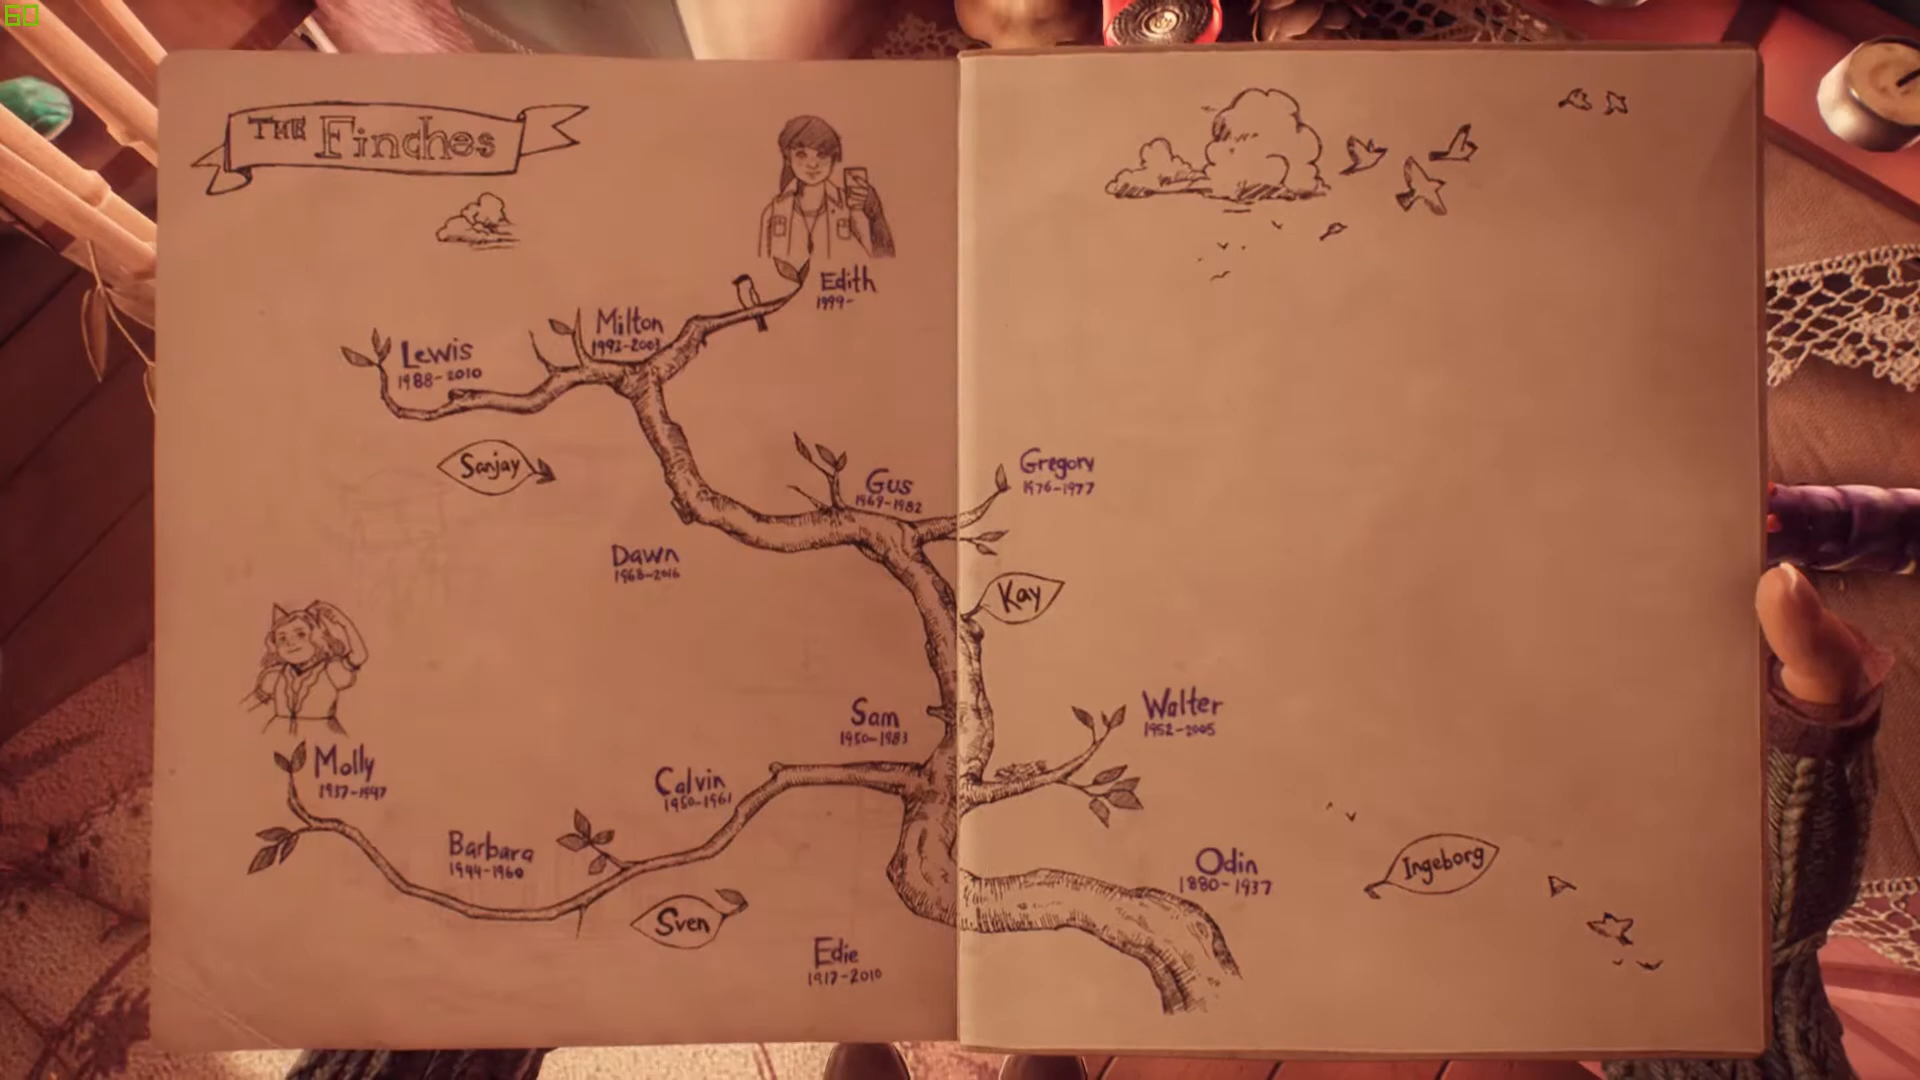 60
THE Finches
Edith
1999-
Milton
1992-2003
Lewis
1988-2010
Sanjay
Gus
1969-1982
Gregory
1976-1977
Dawn
1968-2016
Kay
Sam
1950-1983
Walter
1952-2005
Molly
1937-1947
Calvin
1950-1961
Barbara
1944-1960
Sven
Edie
1917-2010
Odin
1880-1937
Ingeborg